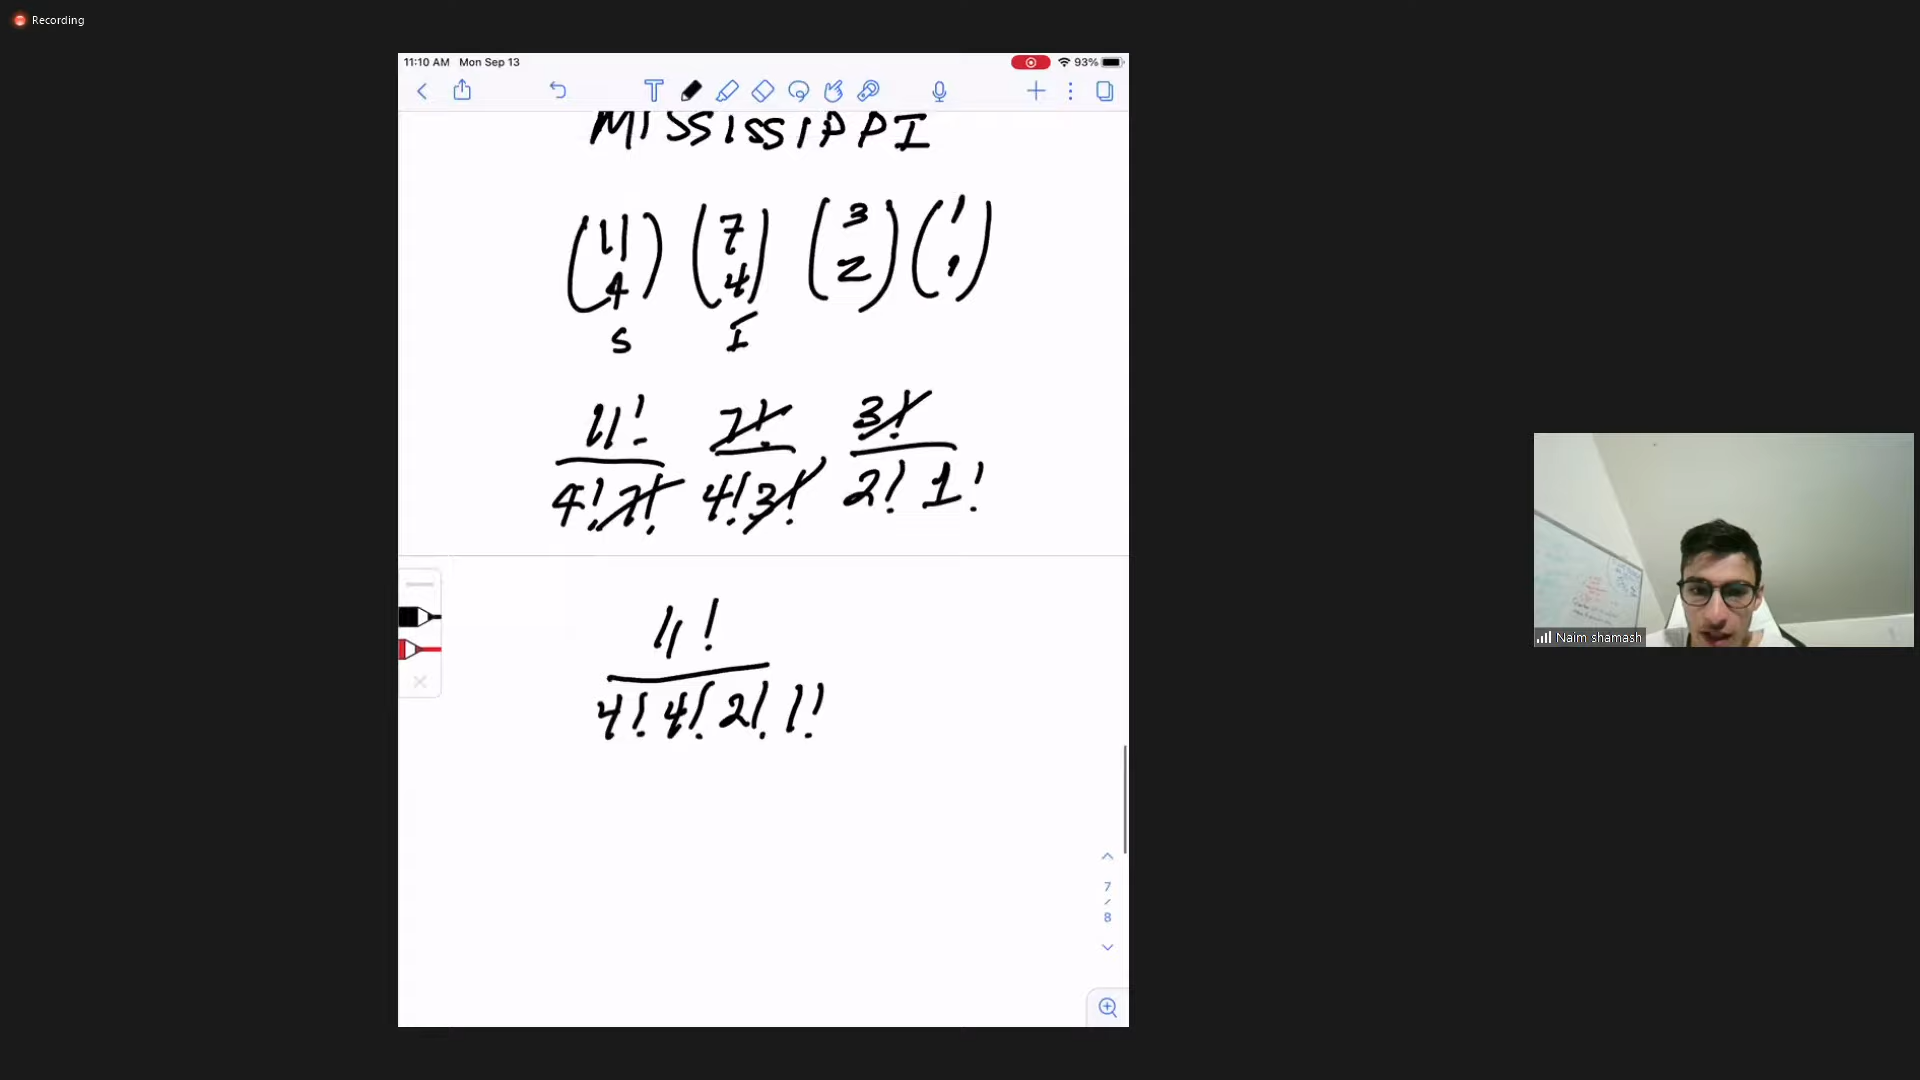 Recording
11:10 AM Mon Sep 13
93%
MISSISSIPPI
(11 4) (7 4) (3 2) (1 1)
S I
11! 7! 3!
4! 7! 4! 3! 2! 1!
11!
4! 4! 2! 1!
Naim shamash
7
/
8